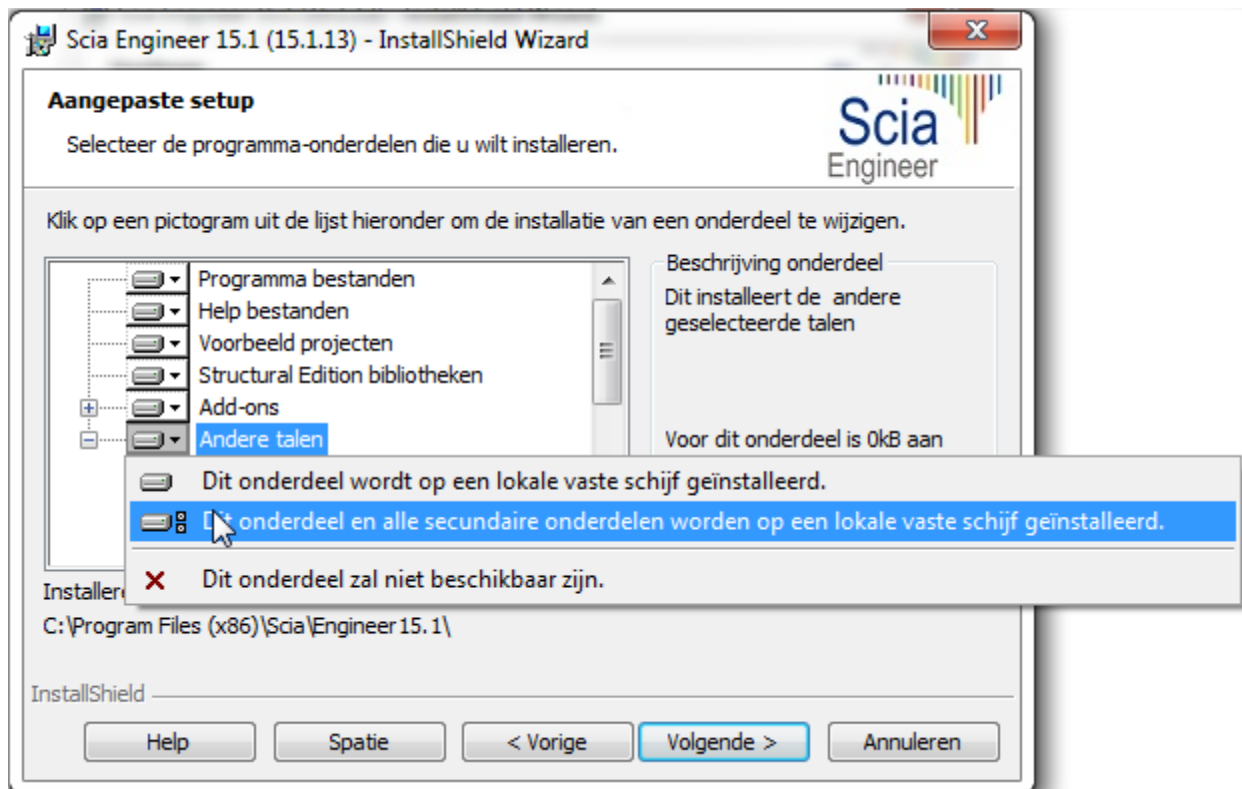 Scia Engineer 15.1 (15.1.13) - InstallShield Wizard
Aangepaste setup
Selecteer de programma-onderdelen die u wilt installeren.
Scia
Engineer
Klik op een pictogram uit de lijst hieronder om de installatie van een onderdeel te wijzigen.
Programma bestanden
Help bestanden
Voorbeeld projecten
Structural Edition bibliotheken
Add-ons
Andere talen
Beschrijving onderdeel
Dit installeert de andere
geselecteerde talen
Voor dit onderdeel is 0kB aan
Dit onderdeel wordt op een lokale vaste schijf geïnstalleerd.
Dit onderdeel en alle secundaire onderdelen worden op een lokale vaste schijf geïnstalleerd.
Dit onderdeel zal niet beschikbaar zijn.
C:\Program Files (x86)\Scia\Engineer15.1\
InstallShield
Help
Spatie
< Vorige
Volgende >
Annuleren